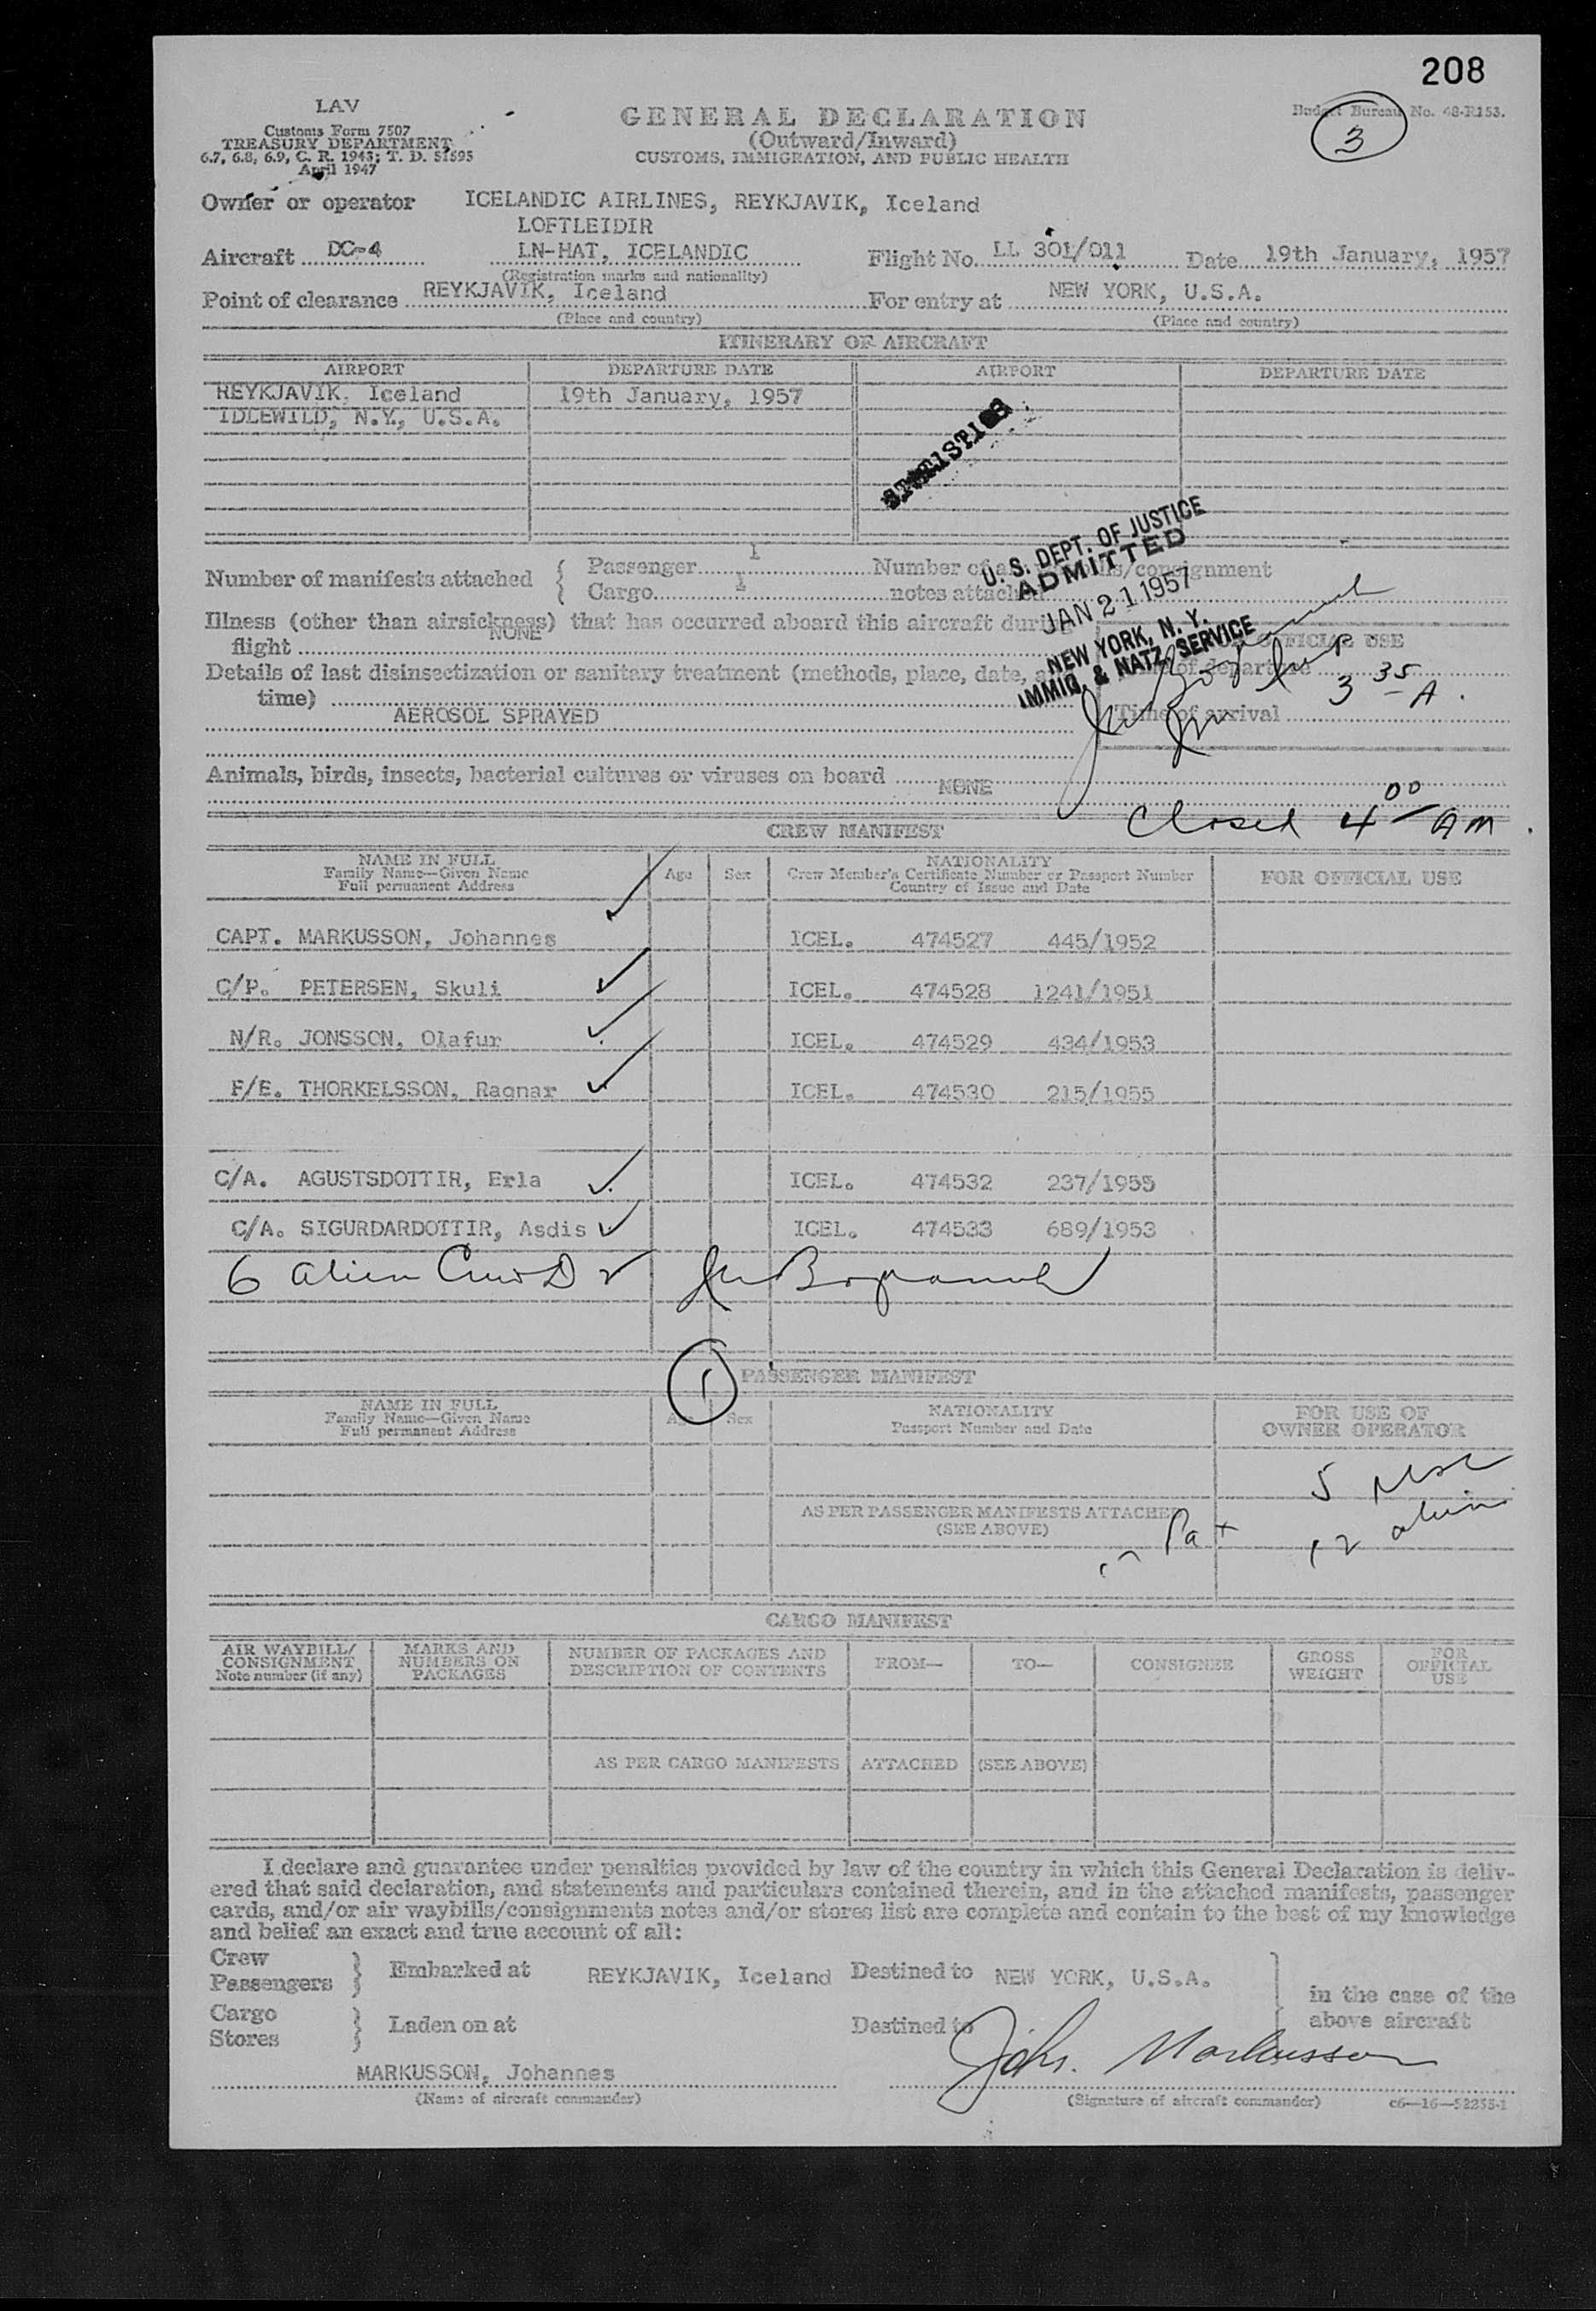 208
LAV
Customs Form 7507
TREASURY DEPARTMENT
6.7, 6.8, 6.9, C. R. 1943; T. D. 51595
April 1947
GENERAL DECLARATION
(Outward/Inward)
CUSTOMS, IMMIGRATION, AND PUBLIC HEALTH
Budget Bureau No. 48-R153.
3
Owner or operator ICELANDIC AIRLINES, REYKJAVIK, Iceland
LOFTLEIDIR
Aircraft DC-4 LN-HAT, ICELANDIC Flight No. LL 301/011 Date 19th January, 1957
(Registration marks and nationality)
Point of clearance REYKJAVIK, Iceland For entry at NEW YORK, U.S.A.
(Place and country) (Place and country)
ITINERARY OF AIRCRAFT
AIRPORT DEPARTURE DATE AIRPORT DEPARTURE DATE
REYKJAVIK, Iceland 19th January, 1957
IDLEWILD, N.Y., U.S.A.
STATISTICS
U. S. DEPT. OF JUSTICE
ADMITTED
JAN 21 1957
NEW YORK, N. Y.
IMMIG. & NATZ. SERVICE
Number of manifests attached { Passenger 1 Number of consignment
Cargo 1 notes attached
Illness (other than airsickness) that has occurred aboard this aircraft during
flight NONE OFFICIAL USE
Details of last disinsectization or sanitary treatment (methods, place, date, of departure
time) 3 35 A.
AEROSOL SPRAYED Time of arrival
Animals, birds, insects, bacterial cultures or viruses on board NONE
Closed 4 00 AM.
CREW MANIFEST
NAME IN FULL
Family Name—Given Name
Full permanent Address
Age Sex
NATIONALITY
Crew Member's Certificate Number or Passport Number
Country of Issue and Date
FOR OFFICIAL USE
CAPT. MARKUSSON, Johannes ICEL. 474527 445/1952
C/P. PETERSEN, Skuli ICEL. 474528 1241/1951
N/R. JONSSON, Olafur ICEL. 474529 434/1953
F/E. THORKELSSON, Ragnar ICEL. 474530 215/1955
C/A. AGUSTSDOTTIR, Erla ICEL. 474532 237/1955
C/A. SIGURDARDOTTIR, Asdis ICEL. 474533 689/1953
6 alien Crew D
1
PASSENGER MANIFEST
NAME IN FULL
Family Name—Given Name
Full permanent Address
Age Sex
NATIONALITY
Passport Number and Date
FOR USE OF
OWNER OPERATOR
5
AS PER PASSENGER MANIFESTS ATTACHED
(SEE ABOVE)
Pax 12 alien
CARGO MANIFEST
AIR WAYBILL/
CONSIGNMENT
Note number (if any)
MARKS AND
NUMBERS ON
PACKAGES
NUMBER OF PACKAGES AND
DESCRIPTION OF CONTENTS
FROM— TO— CONSIGNEE
GROSS
WEIGHT
FOR
OFFICIAL
USE
AS PER CARGO MANIFESTS ATTACHED (SEE ABOVE)
I declare and guarantee under penalties provided by law of the country in which this General Declaration is deliv-
ered that said declaration, and statements and particulars contained therein, and in the attached manifests, passenger
cards, and/or air waybills/consignments notes and/or stores list are complete and contain to the best of my knowledge
and belief an exact and true account of all:
Crew
Passengers } Embarked at REYKJAVIK, Iceland Destined to NEW YORK, U.S.A.
in the case of the
above aircraft
Cargo
Stores } Laden on at Destined to
Johs. Markusson
MARKUSSON, Johannes
(Name of aircraft commander) (Signature of aircraft commander) c6—16—52255-1